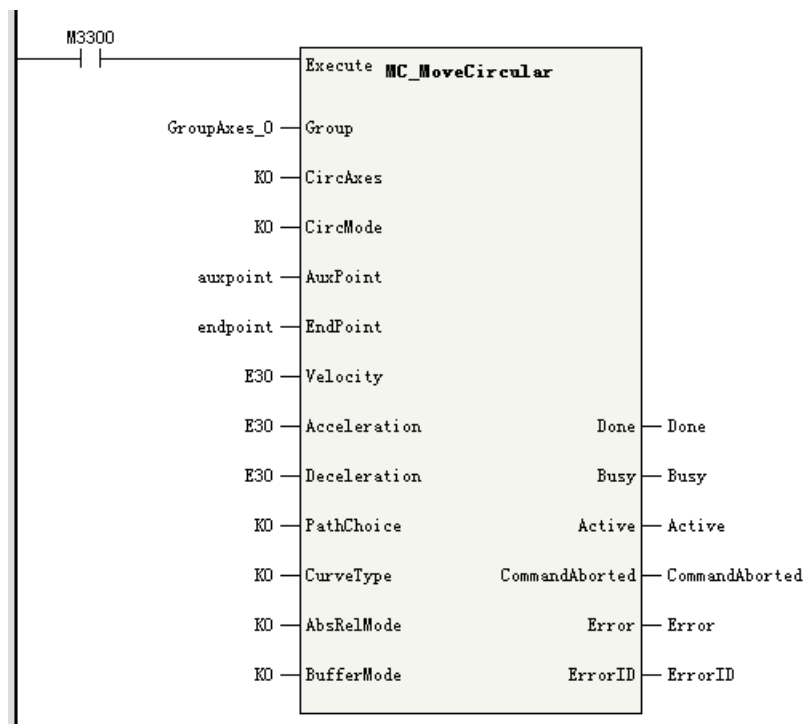 M3300
Execute MC_MoveCircular
GroupAxes_0 Group
K0 CircAxes
K0 CircMode
auxpoint AuxPoint
endpoint EndPoint
E30 Velocity
E30 Acceleration Done Done
E30 Deceleration Busy Busy
K0 PathChoice Active Active
K0 CurveType CommandAborted CommandAborted
K0 AbsRelMode Error Error
K0 BufferMode ErrorID ErrorID